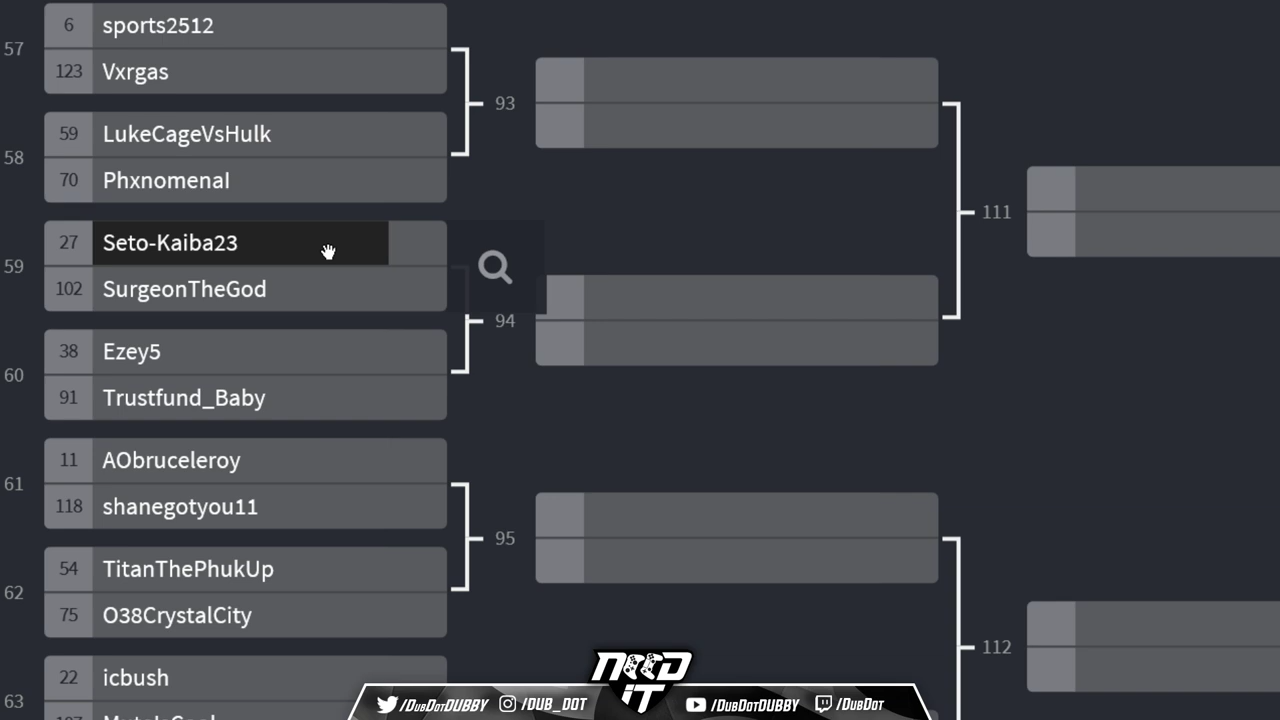 57
6 sports2512
123 Vxrgas
93
58
59 LukeCageVsHulk
70 Phxnomenal
111
59
27 Seto-Kaiba23
102 SurgeonTheGod
94
60
38 Ezey5
91 Trustfund_Baby
61
11 AObruceleroy
118 shanegotyou11
95
62
54 TitanThePhukUp
75 O38CrystalCity
112
63
22 icbush
NEED
IT
/DubDotDUBBY /DUB_DOT /DubDotDUBBY /DubDot